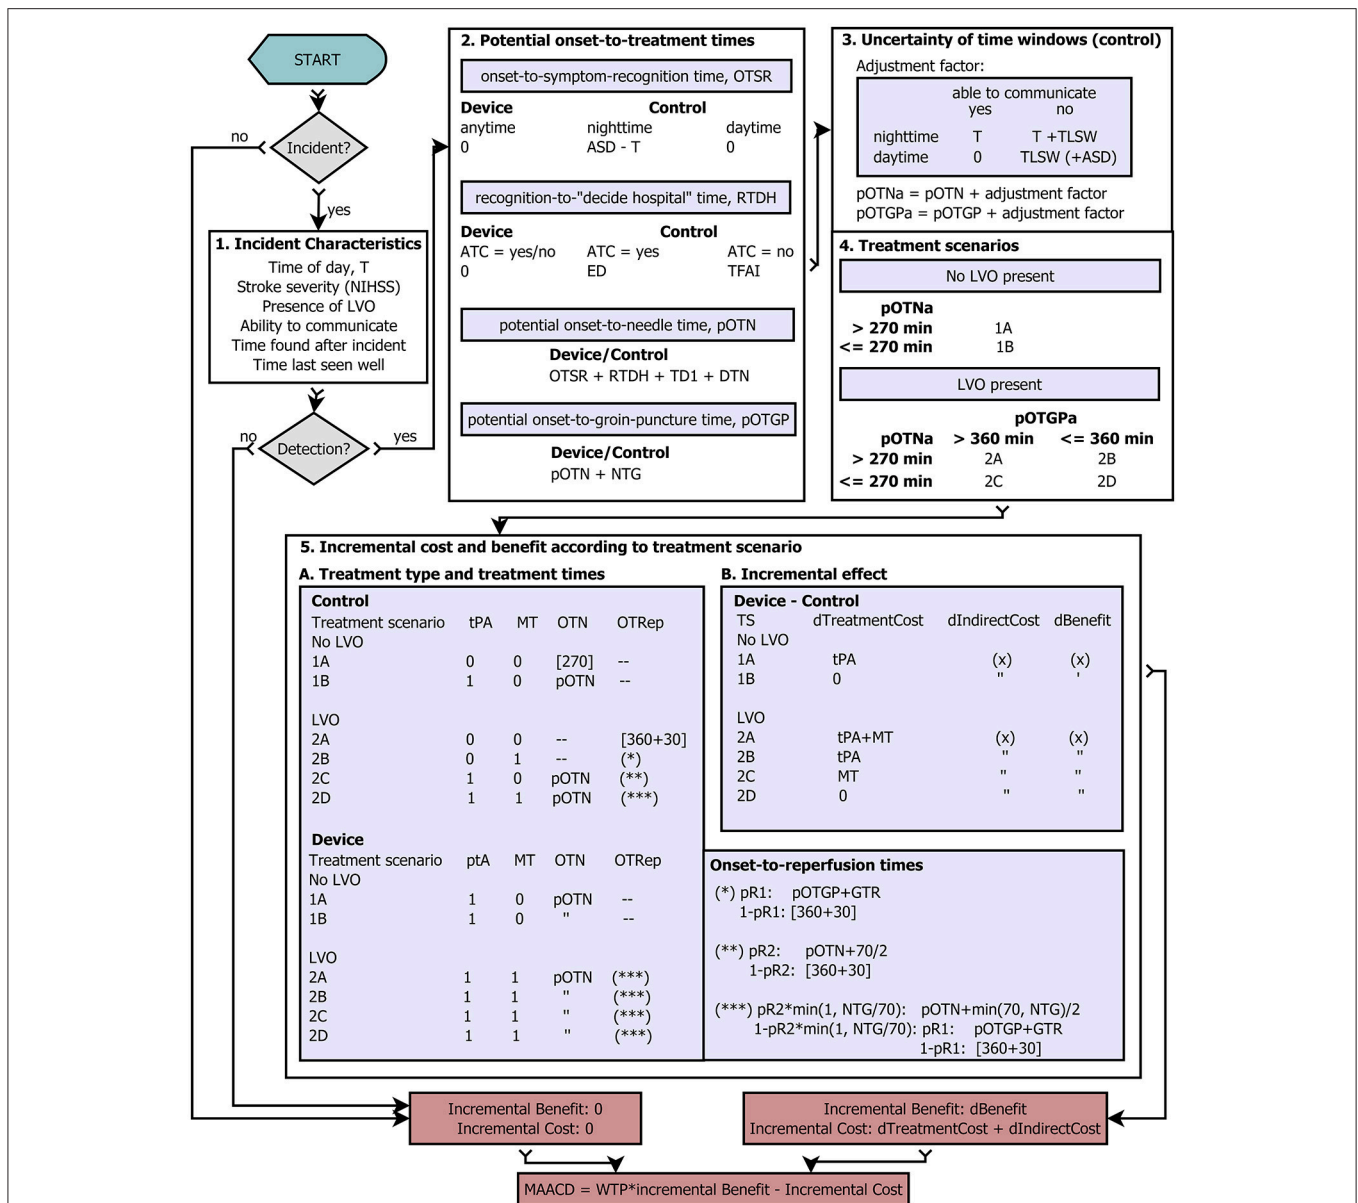 START
no
Incident?
yes
1. Incident Characteristics
Time of day, T
Stroke severity (NIHSS)
Presence of LVO
Ability to communicate
Time found after incident
Time last seen well
no
Detection?
yes
2. Potential onset-to-treatment times
onset-to-symptom-recognition time, OTSR
Device Control
anytime nighttime daytime
0 ASD - T 0
recognition-to-"decide hospital" time, RTDH
Device Control
ATC = yes/no ATC = yes ATC = no
0 ED TFAI
potential onset-to-needle time, pOTN
Device/Control
OTSR + RTDH + TD1 + DTN
potential onset-to-groin-puncture time, pOTGP
Device/Control
pOTN + NTG
3. Uncertainty of time windows (control)
Adjustment factor:
able to communicate
yes no
nighttime T T +TLSW
daytime 0 TLSW (+ASD)
pOTNa = pOTN + adjustment factor
pOTGPa = pOTGP + adjustment factor
4. Treatment scenarios
No LVO present
pOTNa
> 270 min 1A
<= 270 min 1B
LVO present
pOTGPa
pOTNa > 360 min <= 360 min
> 270 min 2A 2B
<= 270 min 2C 2D
5. Incremental cost and benefit according to treatment scenario
A. Treatment type and treatment times
Control
Treatment scenario tPA MT OTN OTRep
No LVO
1A 0 0 [270] --
1B 1 0 pOTN --
LVO
2A 0 0 -- [360+30]
2B 0 1 -- (*)
2C 1 0 pOTN (**)
2D 1 1 pOTN (***)
Device
Treatment scenario ptA MT OTN OTRep
No LVO
1A 1 0 pOTN --
1B 1 0 " --
LVO
2A 1 1 pOTN (***)
2B 1 1 " (***)
2C 1 1 " (***)
2D 1 1 " (***)
B. Incremental effect
Device - Control
TS dTreatmentCost dIndirectCost dBenefit
No LVO
1A tPA (x) (x)
1B 0 " '
LVO
2A tPA+MT (x) (x)
2B tPA " "
2C MT " "
2D 0 " "
Onset-to-reperfusion times
(*) pR1: pOTGP+GTR
1-pR1: [360+30]
(**) pR2: pOTN+70/2
1-pR2: [360+30]
(***) pR2*min(1, NTG/70): pOTN+min(70, NTG)/2
1-pR2*min(1, NTG/70): pR1: pOTGP+GTR
1-pR1: [360+30]
Incremental Benefit: 0
Incremental Cost: 0
Incremental Benefit: dBenefit
Incremental Cost: dTreatmentCost + dIndirectCost
MAACD = WTP*incremental Benefit - Incremental Cost